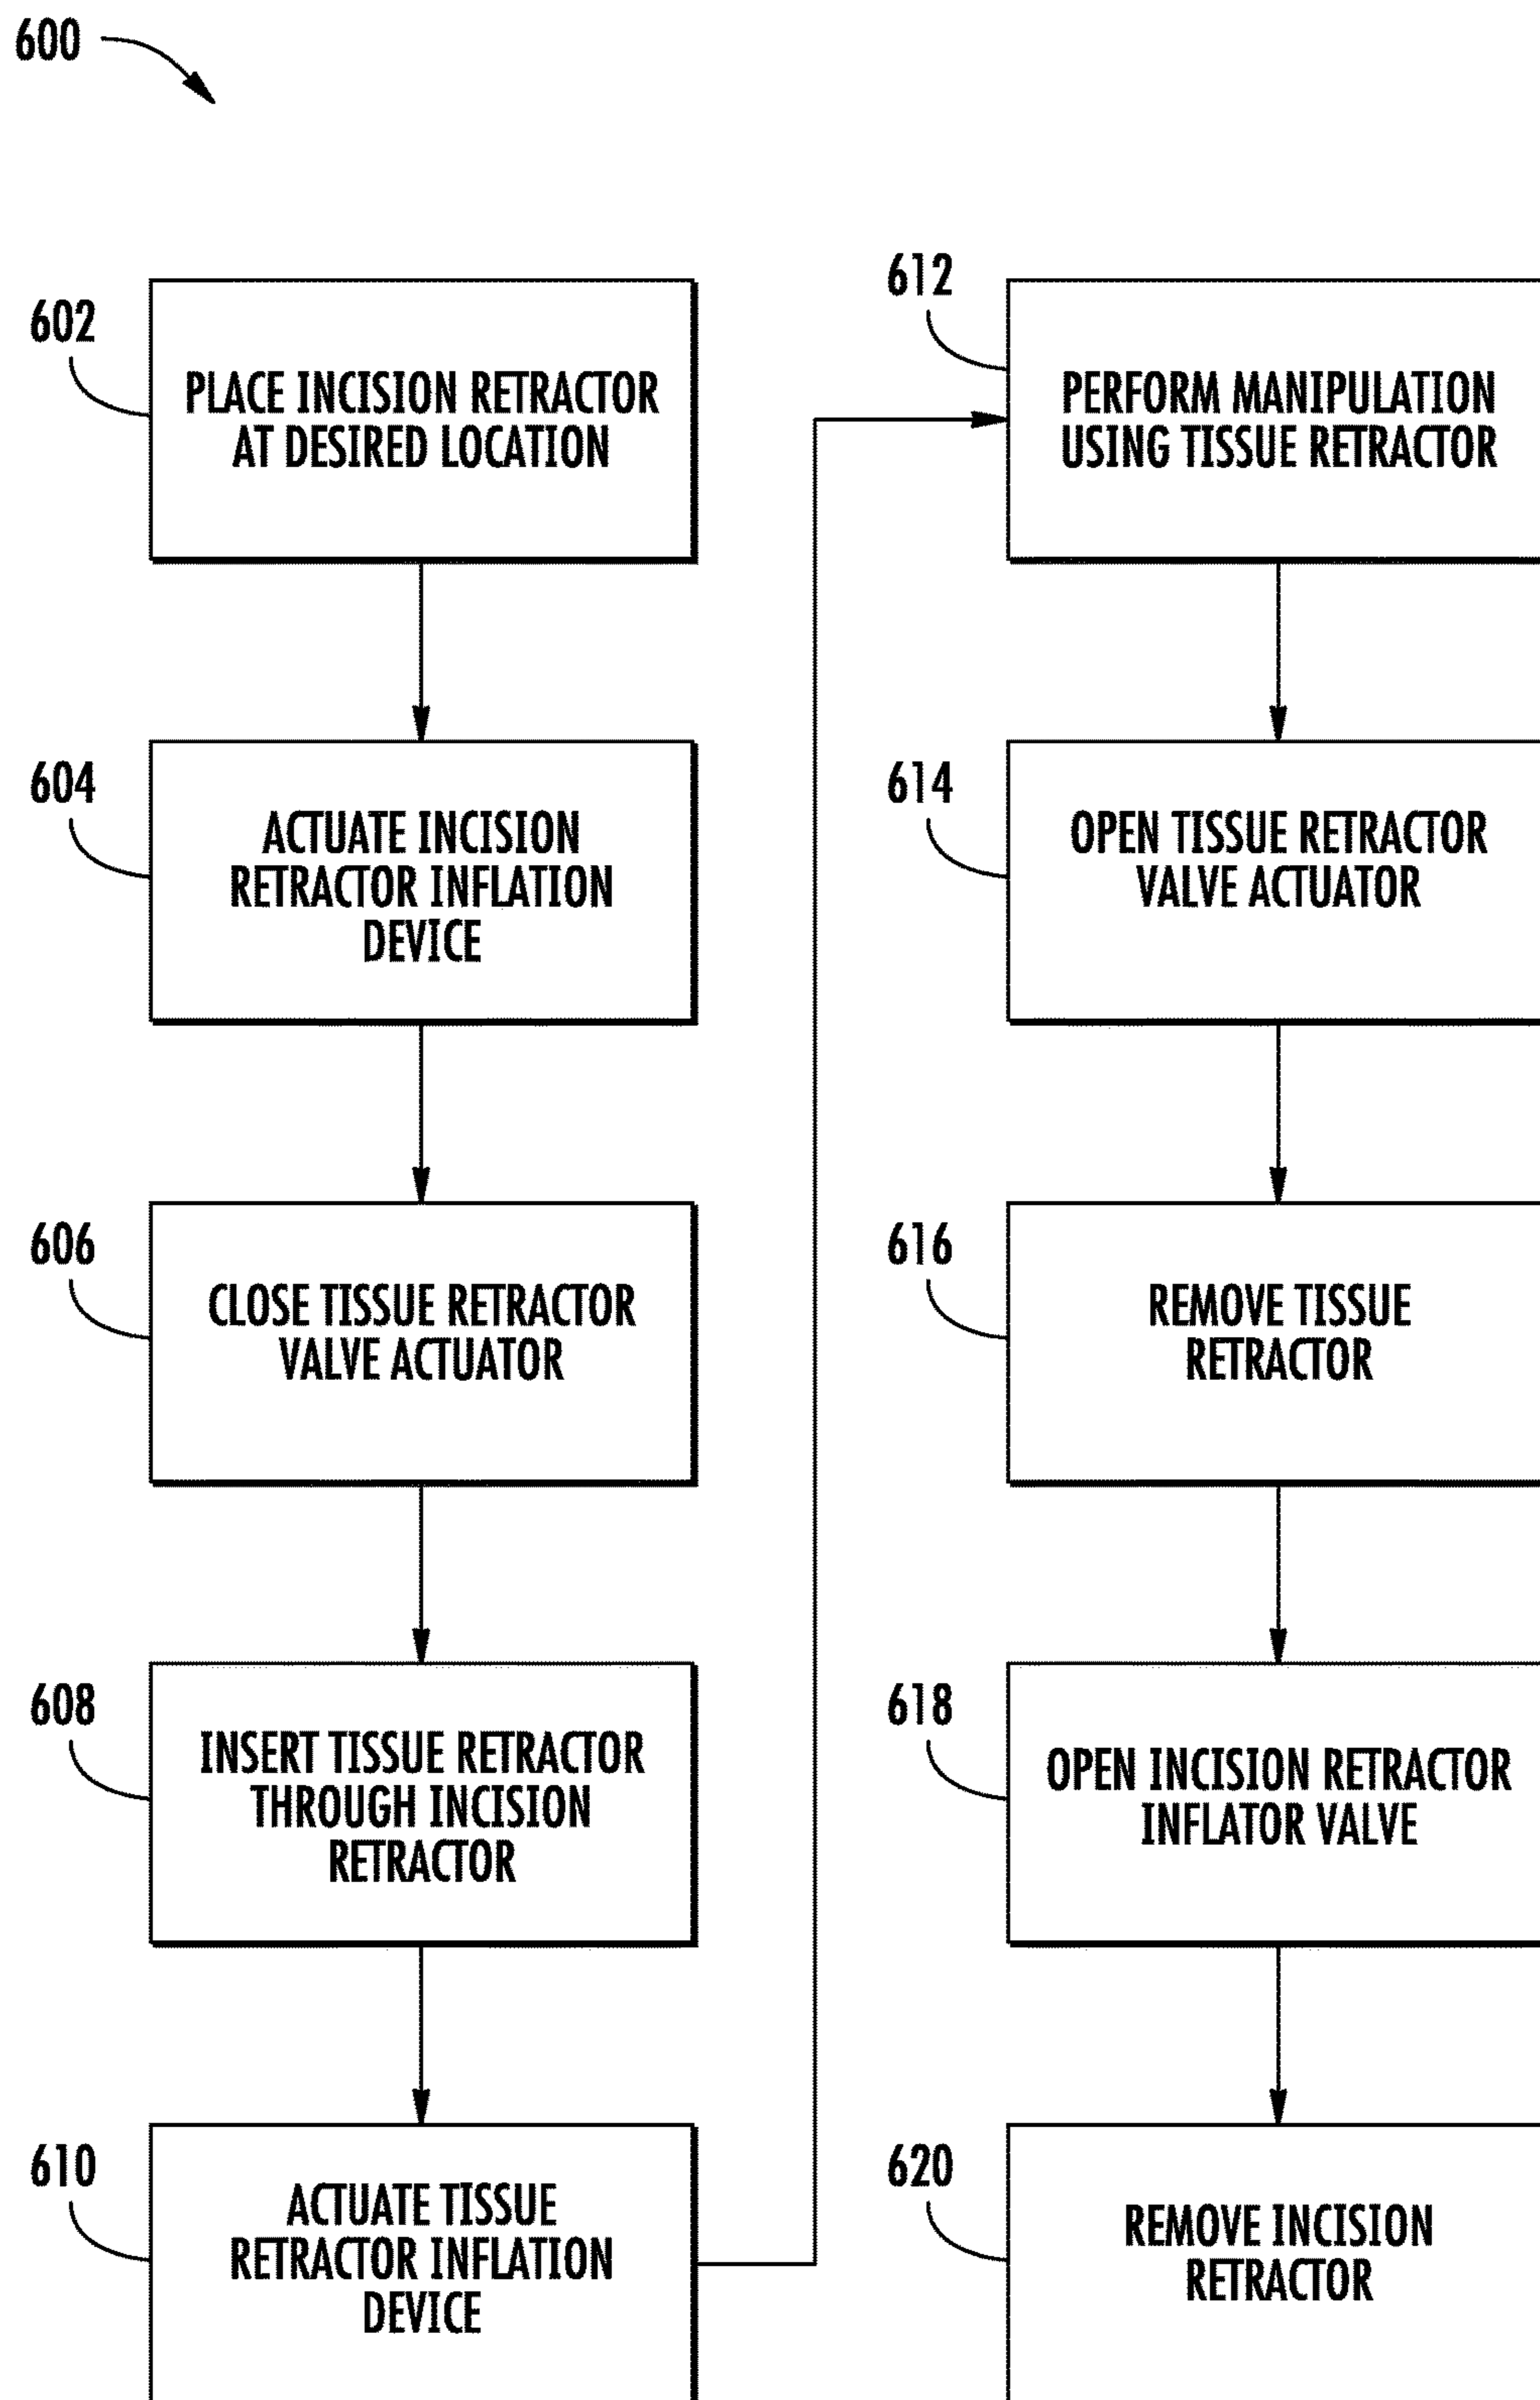 600
602
PLACE INCISION RETRACTOR
AT DESIRED LOCATION
604
ACTUATE INCISION
RETRACTOR INFLATION
DEVICE
606
CLOSE TISSUE RETRACTOR
VALVE ACTUATOR
608
INSERT TISSUE RETRACTOR
THROUGH INCISION
RETRACTOR
610
ACTUATE TISSUE
RETRACTOR INFLATION
DEVICE
612
PERFORM MANIPULATION
USING TISSUE RETRACTOR
614
OPEN TISSUE RETRACTOR
VALVE ACTUATOR
616
REMOVE TISSUE
RETRACTOR
618
OPEN INCISION RETRACTOR
INFLATOR VALVE
620
REMOVE INCISION
RETRACTOR